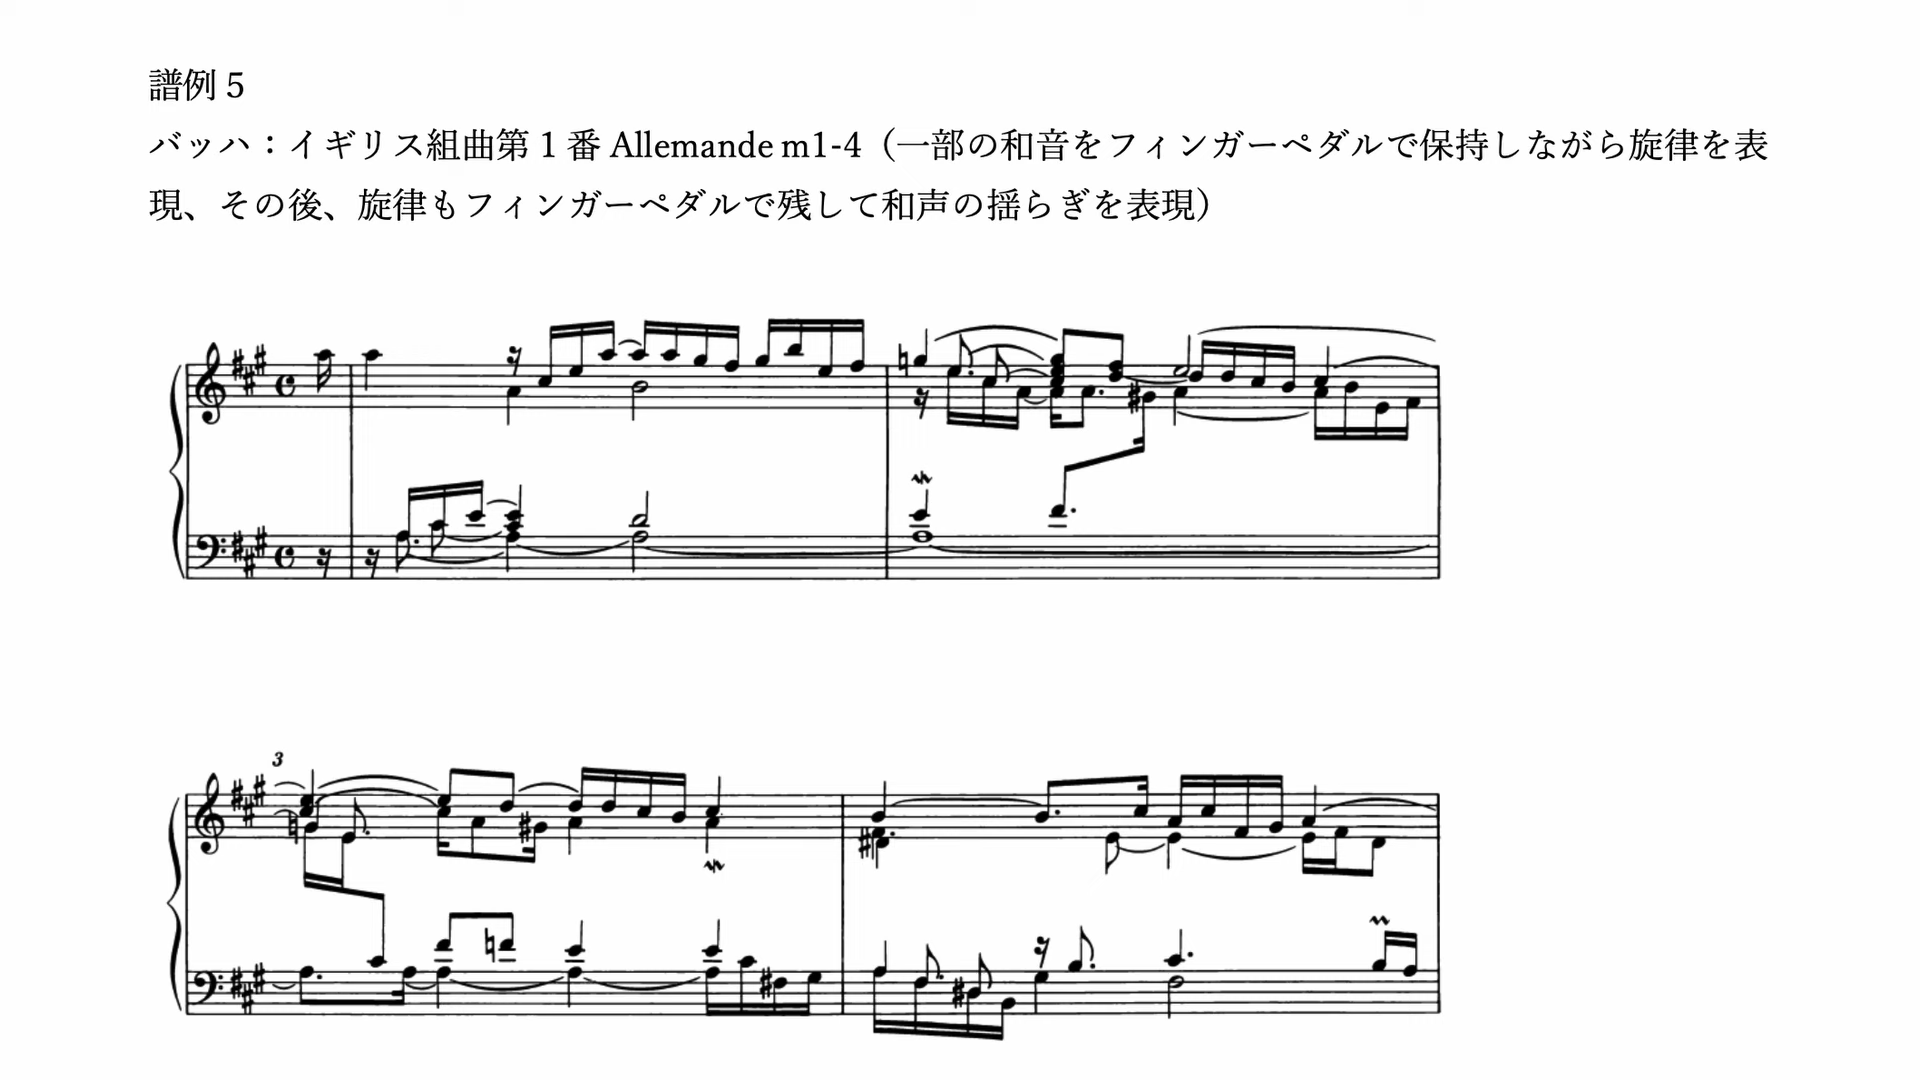 譜例 5
バッハ：イギリス組曲第 1 番 Allemande m1-4（一部の和音をフィンガーペダルで保持しながら旋律を表
現、その後、旋律もフィンガーペダルで残して和声の揺らぎを表現）
3